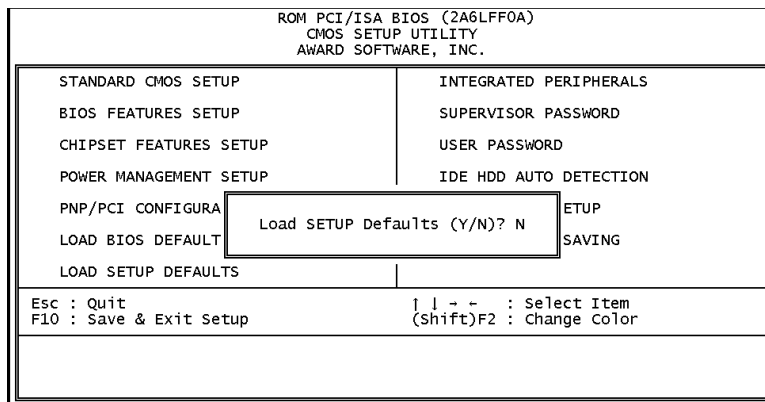 ROM PCI/ISA BIOS (2A6LFF0A)
CMOS SETUP UTILITY
AWARD SOFTWARE, INC.
STANDARD CMOS SETUP
BIOS FEATURES SETUP
CHIPSET FEATURES SETUP
POWER MANAGEMENT SETUP
PNP/PCI CONFIGURA
LOAD BIOS DEFAULT
LOAD SETUP DEFAULTS
INTEGRATED PERIPHERALS
SUPERVISOR PASSWORD
USER PASSWORD
IDE HDD AUTO DETECTION
ETUP
SAVING
Load SETUP Defaults (Y/N)? N
Esc : Quit
F10 : Save & Exit Setup
↑ ↓ → ← : Select Item
(Shift)F2 : Change Color